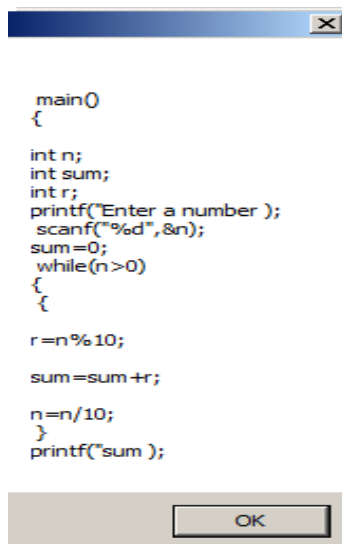 main()
{
int n;
int sum;
int r;
printf("Enter a number );
scanf("%d",&n);
sum=0;
while(n>0)
{
{
r=n%10;
sum=sum+r;
n=n/10;
}
printf("sum );
OK